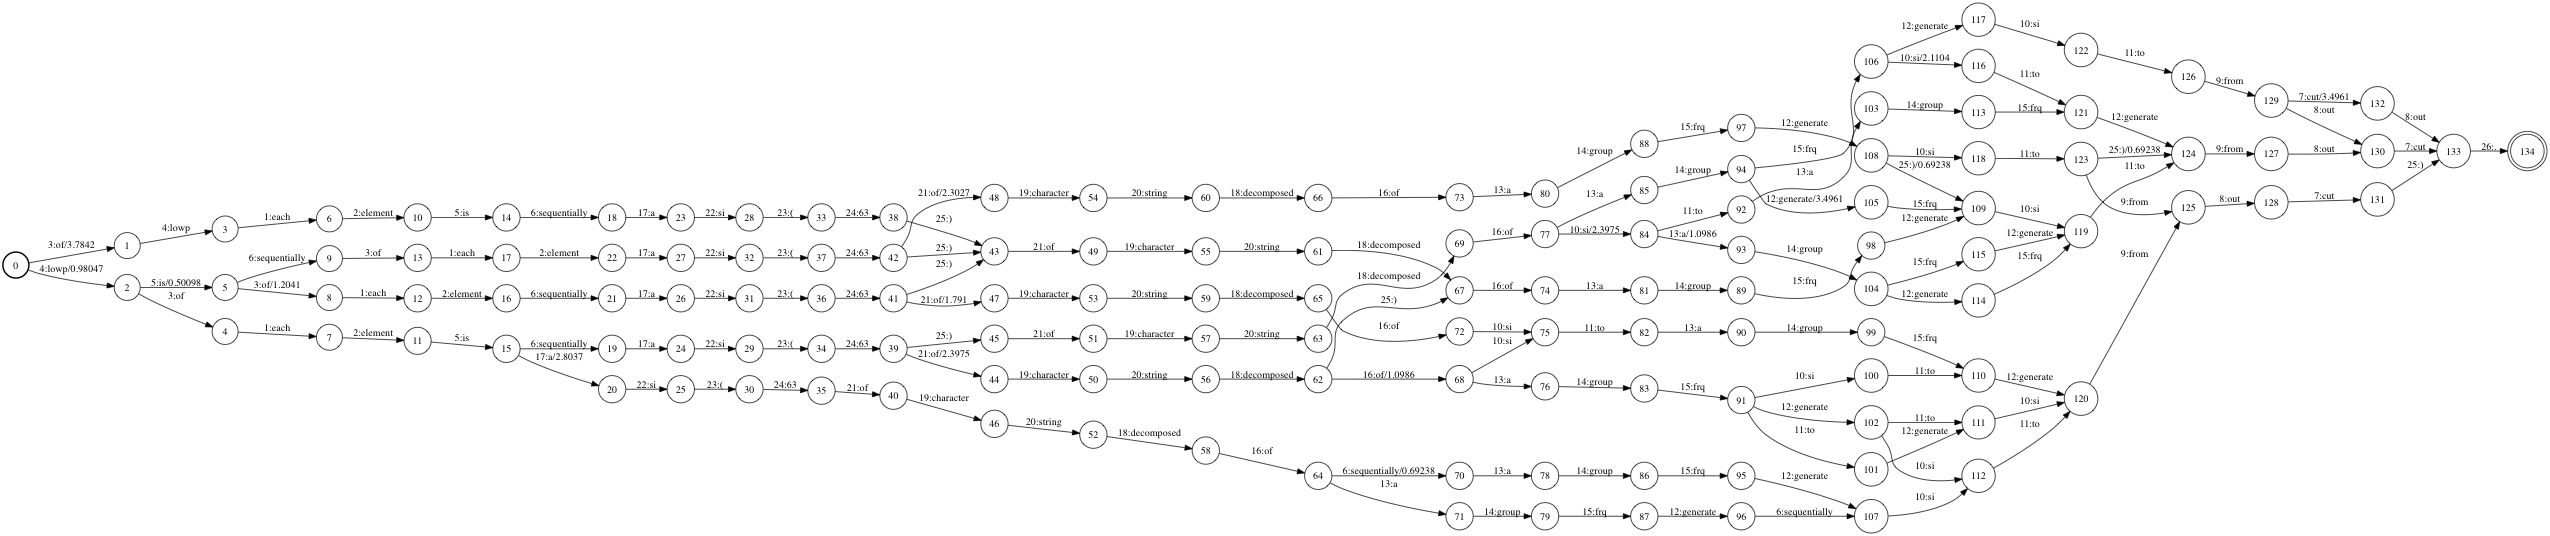 0 3:of/3.7842 1 4:lowp 3 1:each 6 2:element 10 5:is 14 6:sequentially 18 17:a 23 22:si 28 23:( 33 24:63 38 25:) 43
4:lowp/0.98047 2 5:is/0.50098 5 6:sequentially 9 3:of 13 1:each 17 2:element 22 17:a 27 22:si 32 23:( 37 24:63 42 25:)
21:of/2.3027 48 19:character 54 20:string 60 18:decomposed 66 16:of 73 13:a 80 14:group 88 15:frq 97 12:generate 108
21:of 49 19:character 55 20:string 61 18:decomposed 67 16:of 74 13:a 81 14:group 89 15:frq 98 12:generate 109
3:of/1.2041 8 1:each 12 2:element 16 6:sequentially 21 17:a 26 22:si 31 23:( 36 24:63 41 25:)
21:of/1.791 47 19:character 53 20:string 59 18:decomposed 65 16:of 72 10:si 75 11:to 82 13:a 90 14:group 99 15:frq 110
3:of 4 1:each 7 2:element 11 5:is 15 6:sequentially 19 17:a 24 22:si 29 23:( 34 24:63 39 25:) 45 21:of 51 19:character 57 20:string 63 18:decomposed 69 16:of 77
21:of/2.3975 44 19:character 50 20:string 56 18:decomposed 62 25:)
16:of/1.0986 68 10:si
13:a 76 14:group 83 15:frq 91 10:si 100 11:to
12:generate 102 11:to 111 10:si 120
11:to 101 12:generate
10:si 112 11:to
17:a/2.8037 20 22:si 25 23:( 30 24:63 35 21:of 40 19:character 46 20:string 52 18:decomposed 58 16:of 64
6:sequentially/0.69238 70 13:a 78 14:group 86 15:frq 95 12:generate 107 10:si
13:a 71 14:group 79 15:frq 87 12:generate 96 6:sequentially
13:a 85 14:group 94 15:frq 106 12:generate 117 10:si 122 11:to 126 9:from 129 7:cut/3.4961 132 8:out 133 26:. 134
10:si/2.3975 84 11:to 92 13:a 103 14:group 113 15:frq 121 12:generate 124 9:from 127 8:out 130 7:cut
13:a/1.0986 93 14:group 104 15:frq 115 12:generate 119 11:to
12:generate 114 15:frq
12:generate/3.4961 105 15:frq
10:si/2.1104 116 11:to
8:out
10:si 118 11:to 123 25:)/0.69238
25:)/0.69238
10:si
9:from 125 8:out 128 7:cut 131 25:)
12:generate
9:from